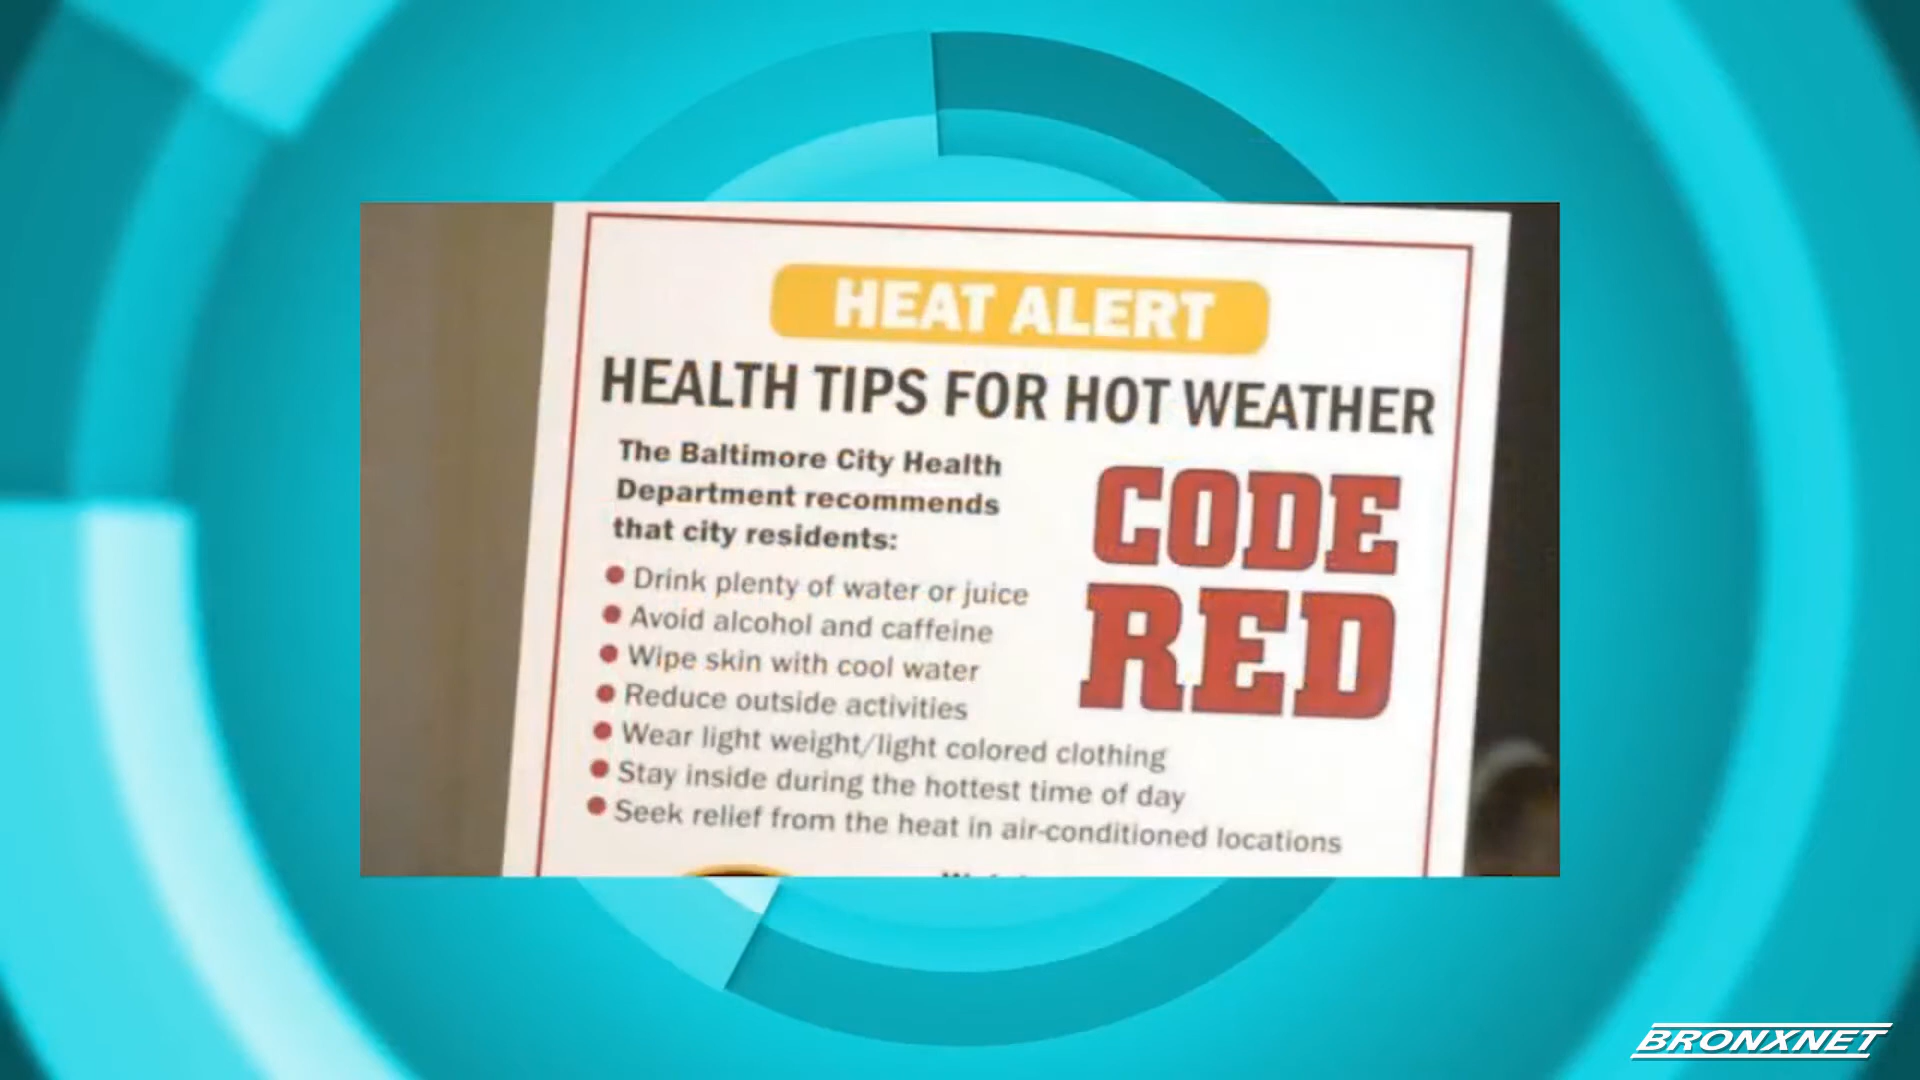 HEAT ALERT
HEALTH TIPS FOR HOT WEATHER
The Baltimore City Health
Department recommends
that city residents:
CODE
RED
Drink plenty of water or juice
Avoid alcohol and caffeine
Wipe skin with cool water
Reduce outside activities
Wear light weight/light colored clothing
Stay inside during the hottest time of day
Seek relief from the heat in air-conditioned locations
BRONXNET